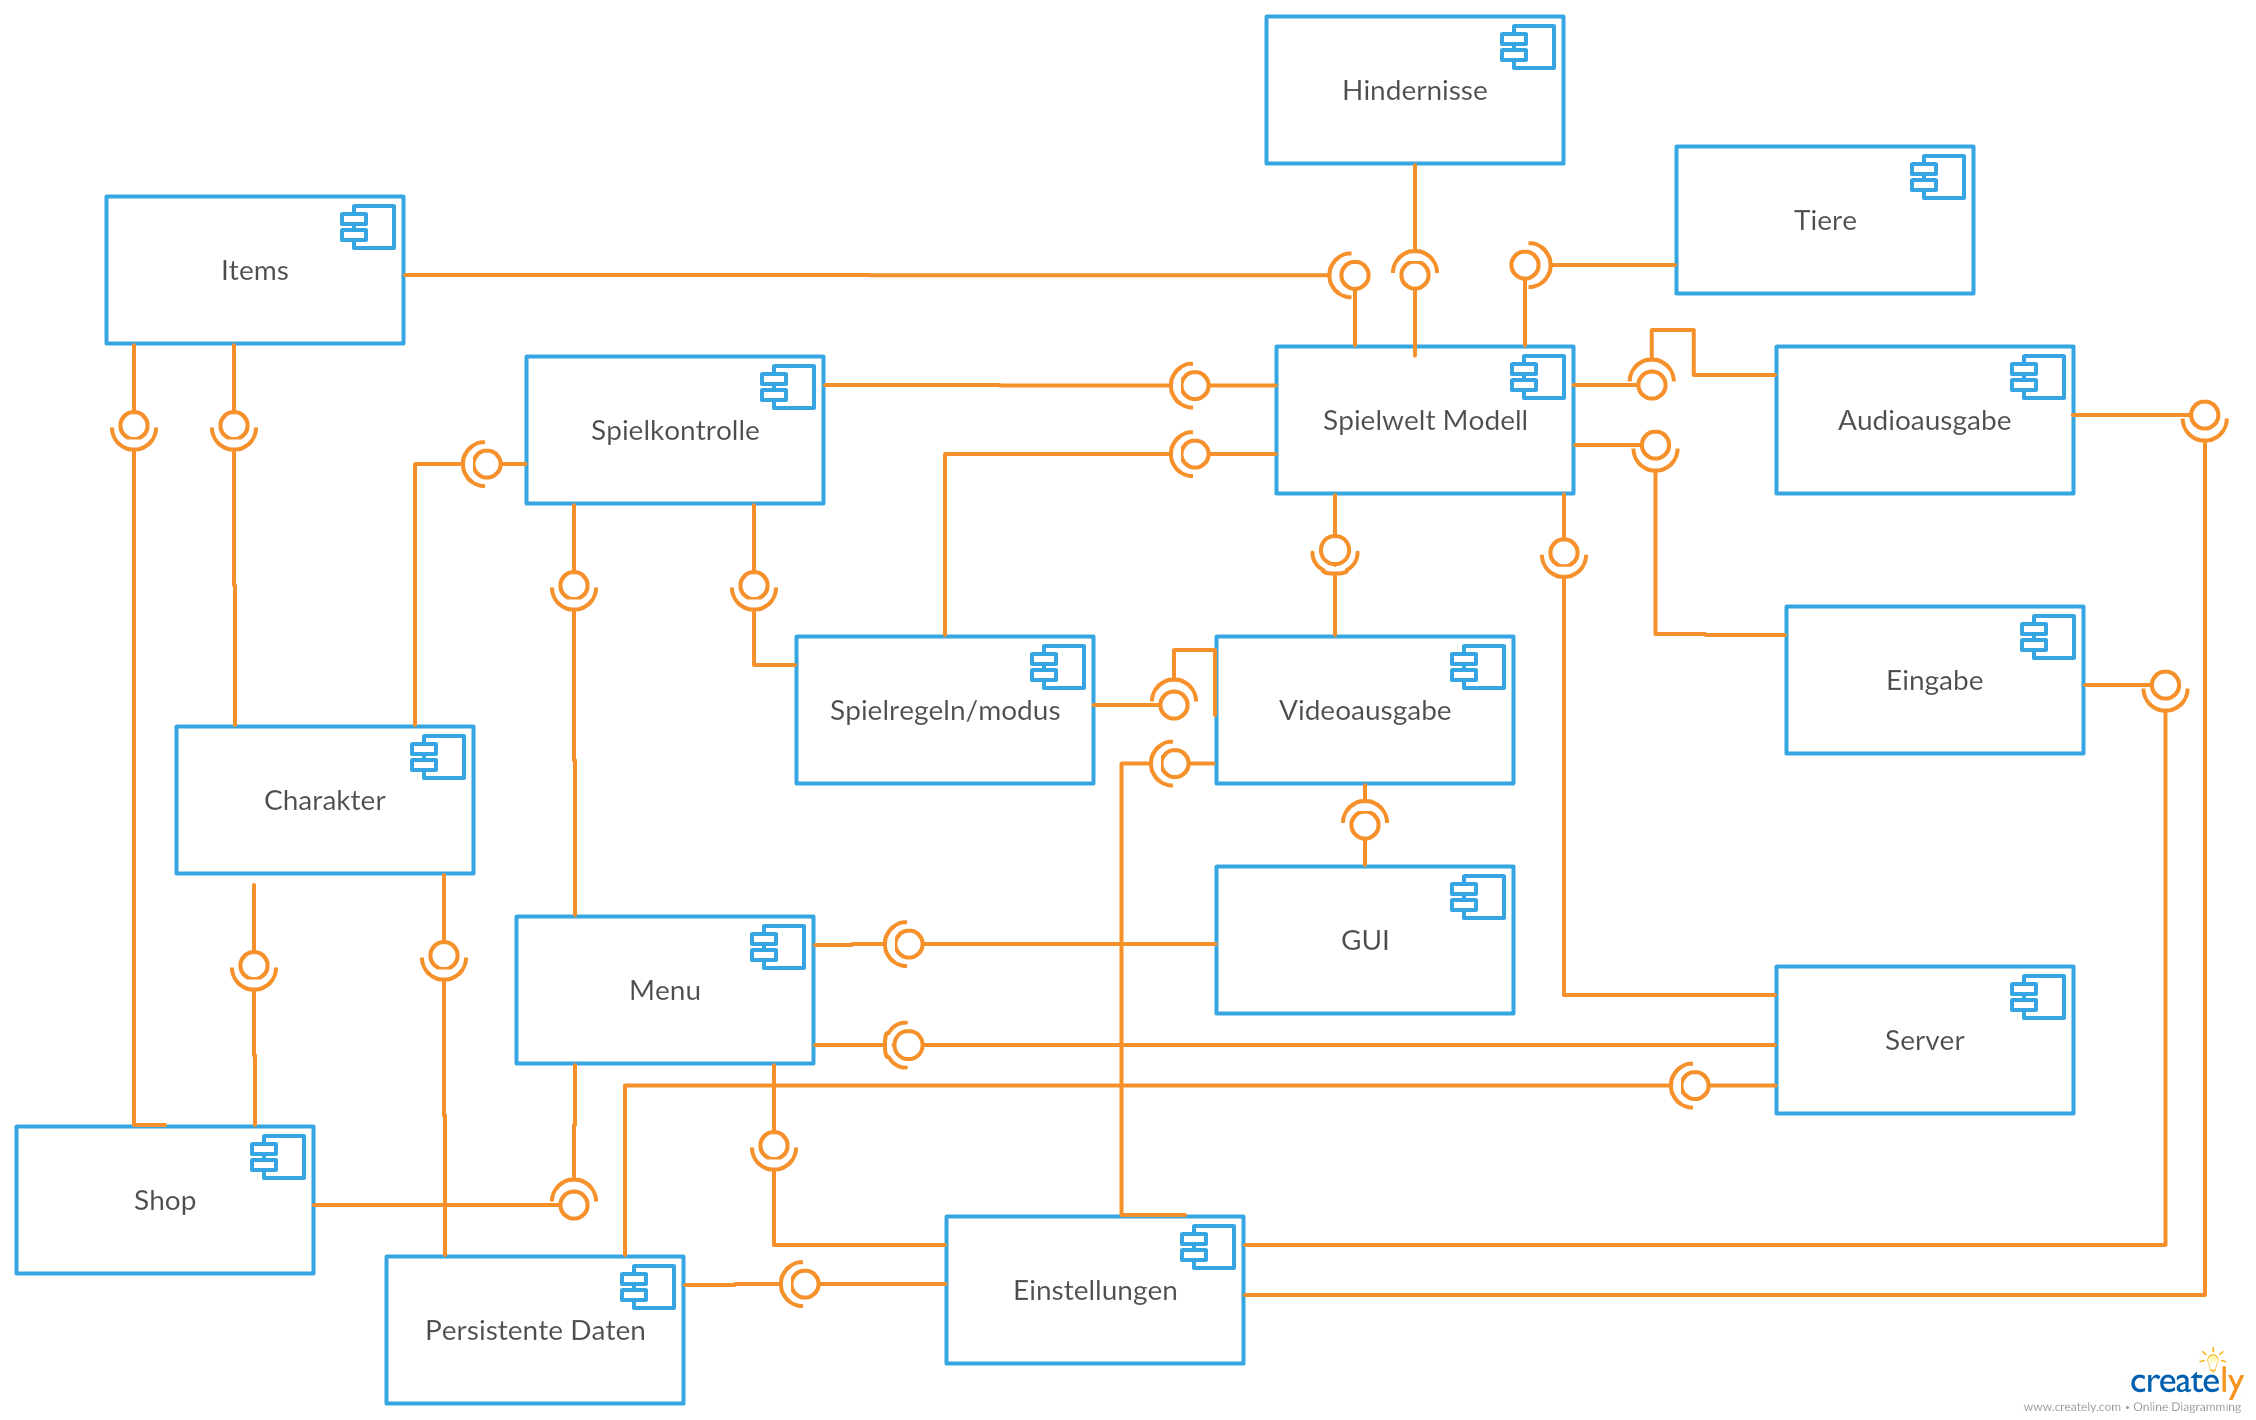 Hindernisse
Tiere
Items
Spielkontrolle
Spielwelt Modell
Audioausgabe
Spielregeln/modus
Videoausgabe
Eingabe
Charakter
GUI
Menu
Server
Shop
Einstellungen
Persistente Daten
creately
www.creately.com • Online Diagramming